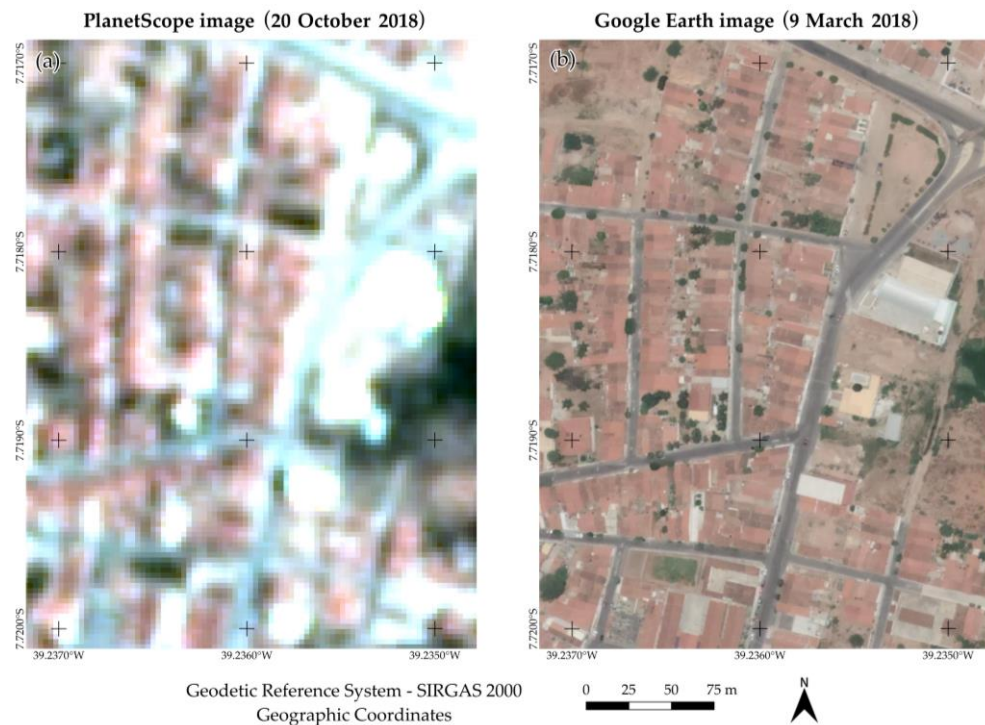 PlanetScope image (20 October 2018)
Google Earth image (9 March 2018)
(a)
(b)
7.7170°S
7.7180°S
7.7190°S
7.7200°S
7.7170°S
7.7180°S
7.7190°S
7.7200°S
39.2370°W 39.2360°W 39.2350°W
39.2370°W 39.2360°W 39.2350°W
Geodetic Reference System - SIRGAS 2000
Geographic Coordinates
0 25 50 75 m
N